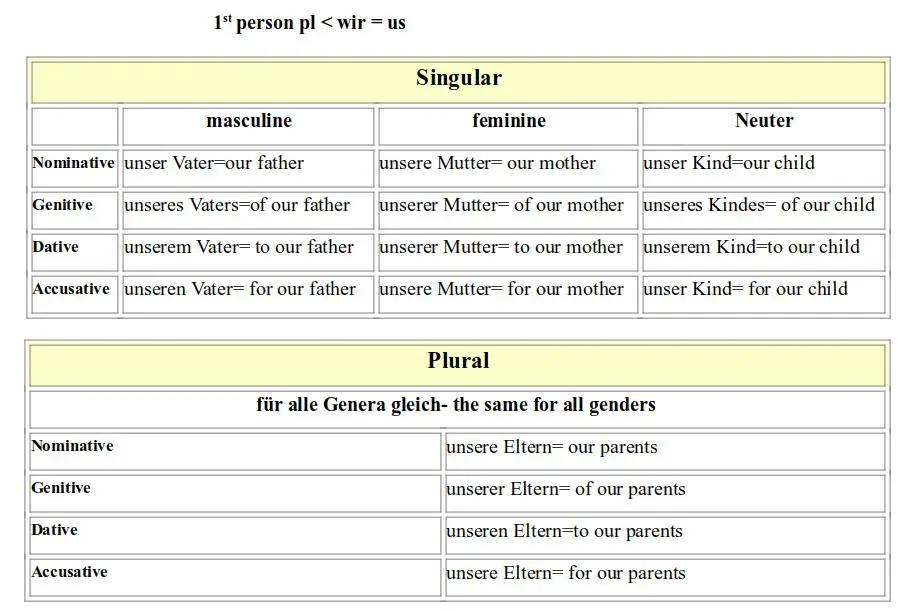 1st person pl < wir = us
Singular
masculine feminine Neuter
Nominative unser Vater=our father unsere Mutter= our mother unser Kind=our child
Genitive unseres Vaters=of our father unserer Mutter= of our mother unseres Kindes= of our child
Dative unserem Vater= to our father unserer Mutter= to our mother unserem Kind=to our child
Accusative unseren Vater= for our father unsere Mutter= for our mother unser Kind= for our child
Plural
für alle Genera gleich- the same for all genders
Nominative unsere Eltern= our parents
Genitive unserer Eltern= of our parents
Dative unseren Eltern=to our parents
Accusative unsere Eltern= for our parents